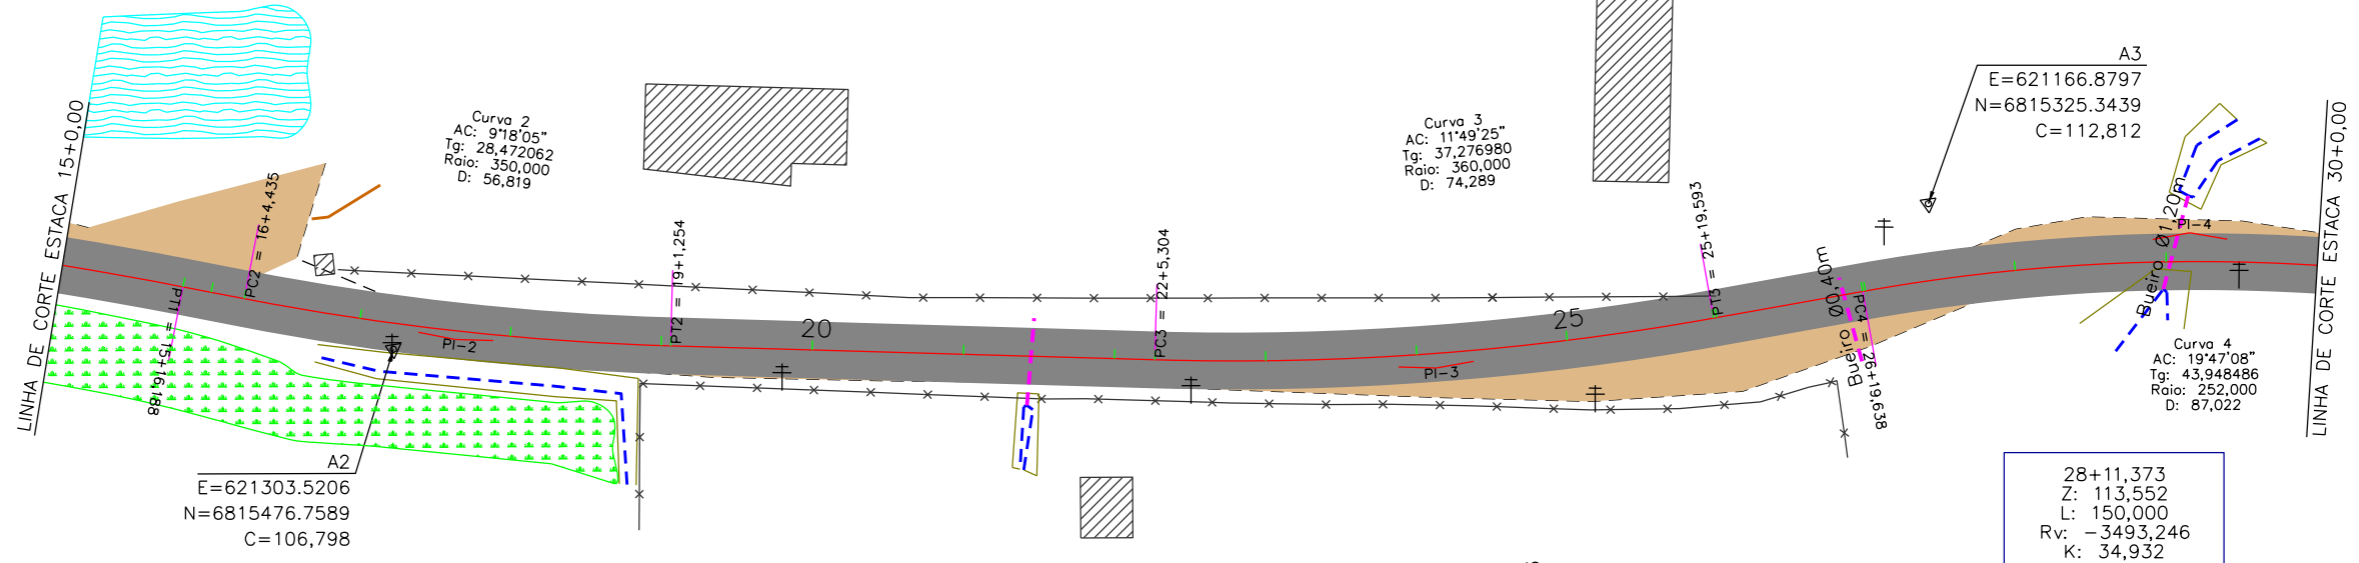 LINHA DE CORTE ESTACA 15+0,00
PT1 = 15+16,188
PC2 = 16+4,435
Curva 2
AC: 9°18'05"
Tg: 28,472062
Raio: 350,000
D: 56,819
PI-2
A2
E=621303.5206
N=6815476.7589
C=106,798
PT2 = 19+1,254
20
PC3 = 22+5,304
Curva 3
AC: 11°49'25"
Tg: 37,276980
Raio: 360,000
D: 74,289
PI-3
25
PT3 = 25+19,593
Bueiro Ø0,40m
PC4 = 26+19,638
A3
E=621166.8797
N=6815325.3439
C=112,812
Bueiro Ø1,20m
PI-4
Curva 4
AC: 19°47'08"
Tg: 43,948486
Raio: 252,000
D: 87,022
LINHA DE CORTE ESTACA 30+0,00
28+11,373
Z: 113,552
L: 150,000
Rv: -3493,246
K: 34,932